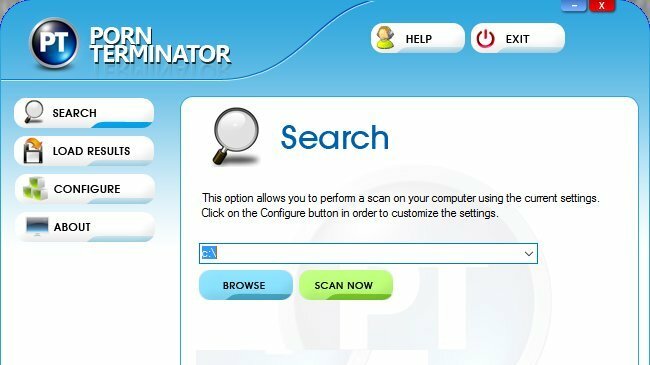 PT
PORN
TERMINATOR
HELP
EXIT
SEARCH
LOAD RESULTS
CONFIGURE
ABOUT
Search
This option allows you to perform a scan on your computer using the current settings.
Click on the Configure button in order to customize the settings.
c:\
BROWSE
SCAN NOW
PT